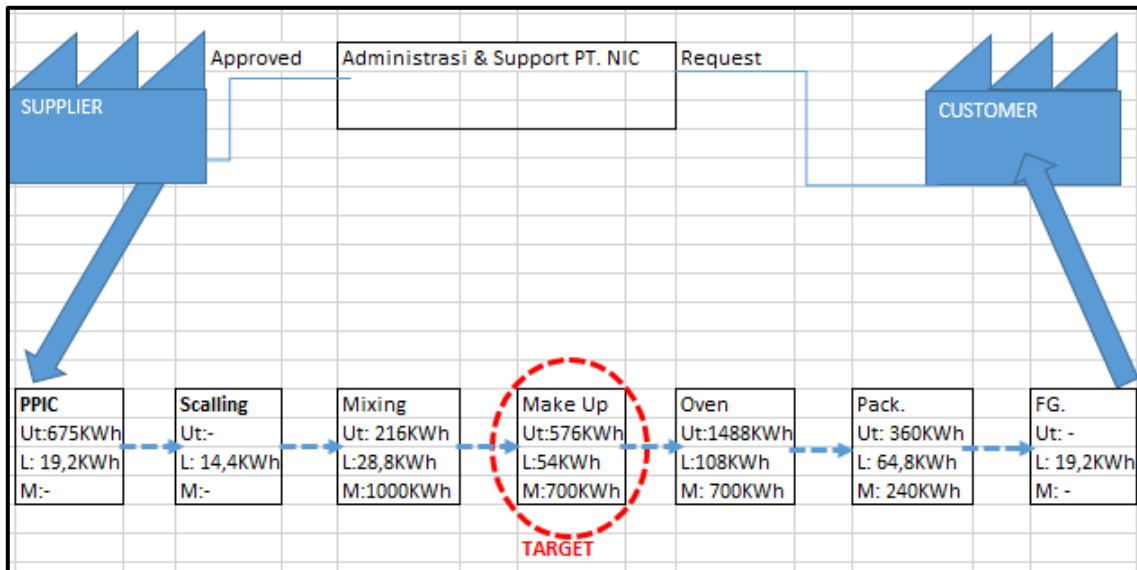 Approved
Administrasi & Support PT. NIC
Request
SUPPLIER
CUSTOMER
PPIC
Ut:675KWh
L: 19,2KWh
M:-
Scalling
Ut:-
L: 14,4KWh
M:-
Mixing
Ut: 216KWh
L:28,8KWh
M:1000KWh
Make Up
Ut:576KWh
L:54KWh
M:700KWh
Oven
Ut:1488KWh
L:108KWh
M: 700KWh
Pack.
Ut: 360KWh
L: 64,8KWh
M: 240KWh
FG.
Ut: -
L: 19,2KWh
M: -
TARGET